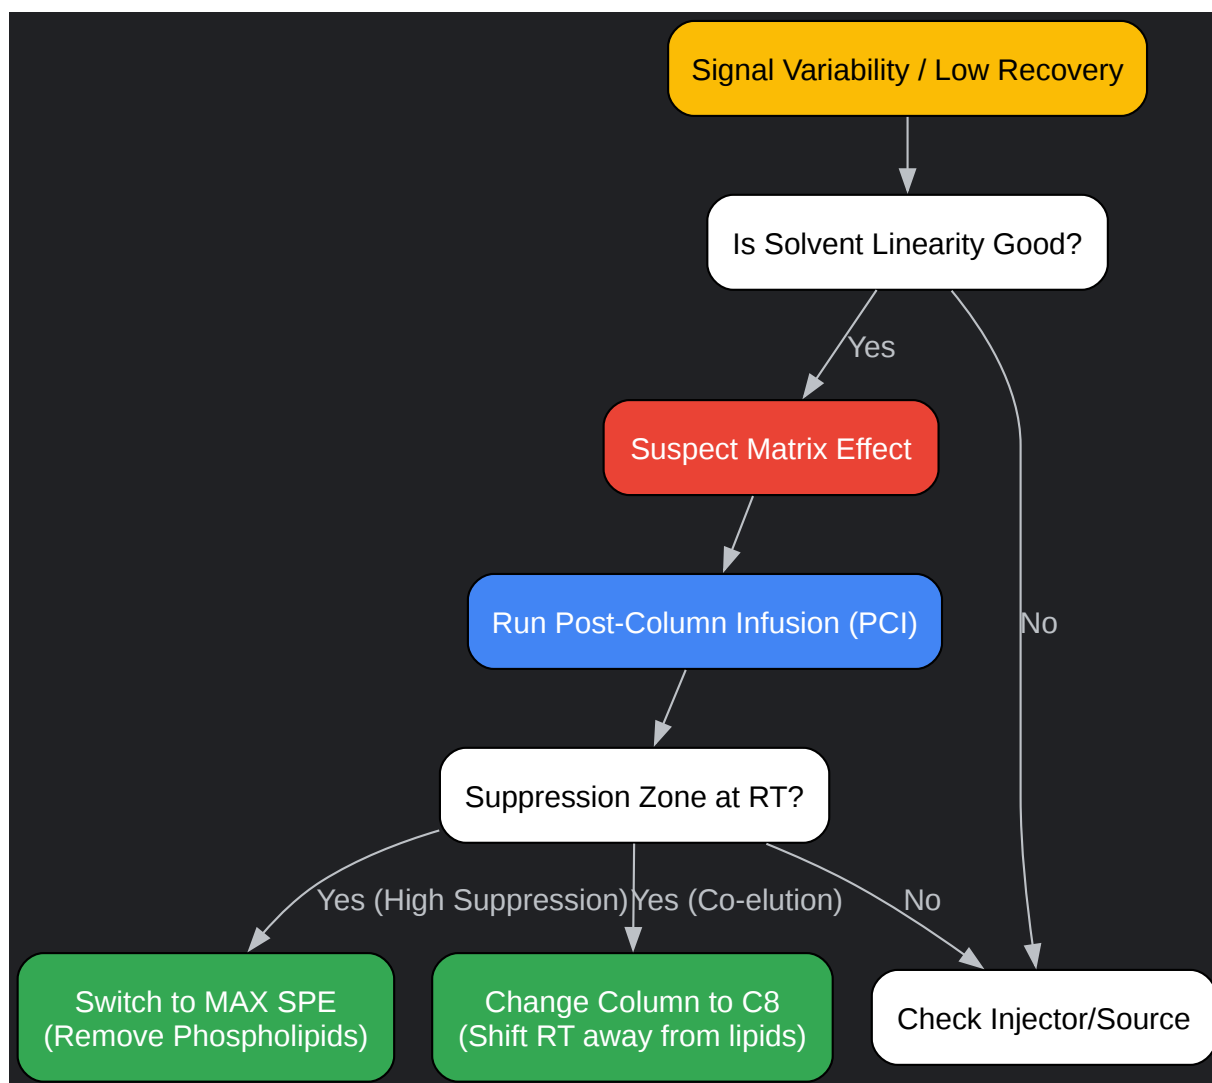 Signal Variability / Low Recovery
Is Solvent Linearity Good?
Yes
Suspect Matrix Effect
Run Post-Column Infusion (PCI)
No
Suppression Zone at RT?
Yes (High Suppression)
Yes (Co-elution)
No
Switch to MAX SPE
(Remove Phospholipids)
Change Column to C8
(Shift RT away from lipids)
Check Injector/Source